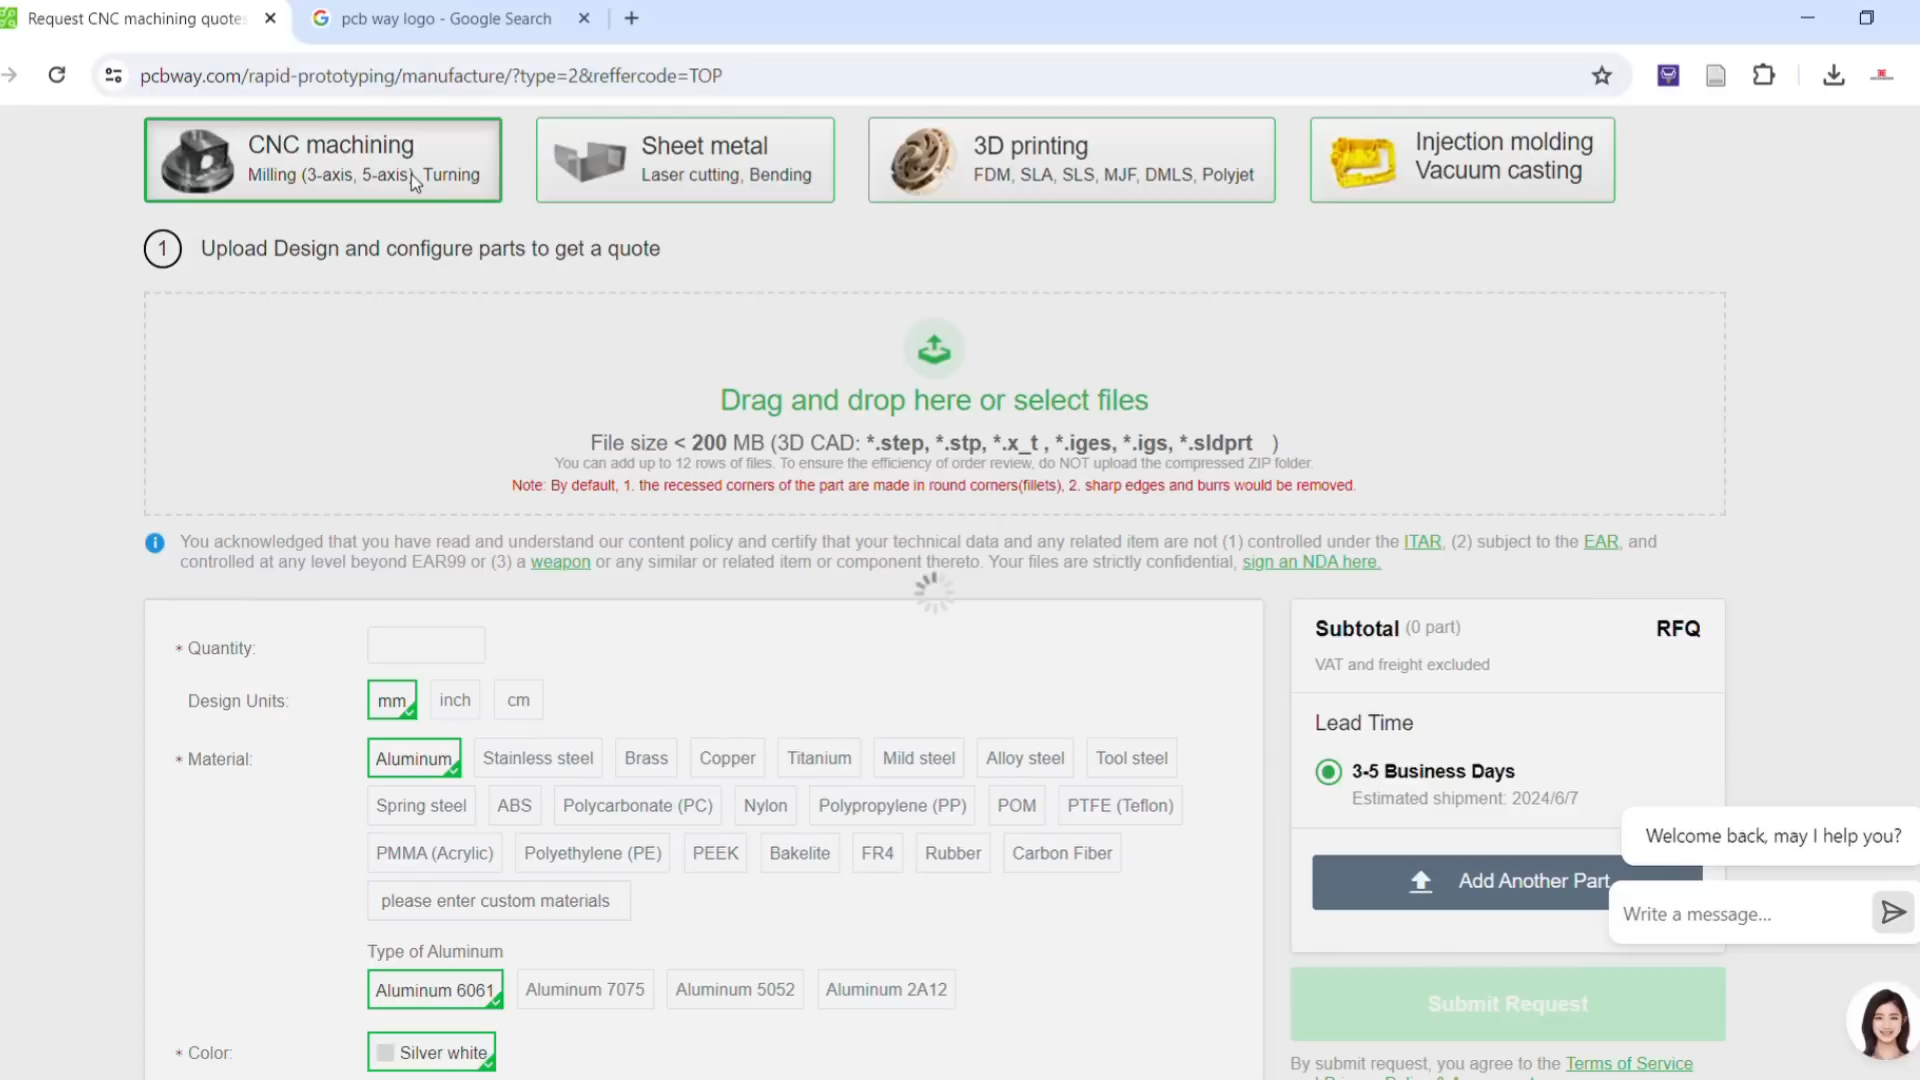 Request CNC machining quotes
pcb way logo - Google Search
pcbway.com/rapid-prototyping/manufacture/?type=2&reffercode=TOP
CNC machining
Milling (3-axis, 5-axis), Turning
Sheet metal
Laser cutting, Bending
3D printing
FDM, SLA, SLS, MJF, DMLS, Polyjet
Injection molding
Vacuum casting
1 Upload Design and configure parts to get a quote
Drag and drop here or select files
File size < 200 MB (3D CAD: *.step, *.stp, *.x_t , *.iges, *.igs, *.sldprt )
You can add up to 12 rows of files. To ensure the efficiency of order review, do NOT upload the compressed ZIP folder.
Note: By default, 1. the recessed corners of the part are made in round corners(fillets), 2. sharp edges and burrs would be removed.
You acknowledged that you have read and understand our content policy and certify that your technical data and any related item are not (1) controlled under the ITAR, (2) subject to the EAR, and
controlled at any level beyond EAR99 or (3) a weapon or any similar or related item or component thereto. Your files are strictly confidential, sign an NDA here.
* Quantity:
Design Units: mm inch cm
* Material: Aluminum Stainless steel Brass Copper Titanium Mild steel Alloy steel Tool steel
Spring steel ABS Polycarbonate (PC) Nylon Polypropylene (PP) POM PTFE (Teflon)
PMMA (Acrylic) Polyethylene (PE) PEEK Bakelite FR4 Rubber Carbon Fiber
please enter custom materials
Type of Aluminum
Aluminum 6061 Aluminum 7075 Aluminum 5052 Aluminum 2A12
* Color: Silver white
Subtotal (0 part) RFQ
VAT and freight excluded
Lead Time
3-5 Business Days
Estimated shipment: 2024/6/7
Welcome back, may I help you?
Add Another Part
Write a message...
Submit Request
By submit request, you agree to the Terms of Service